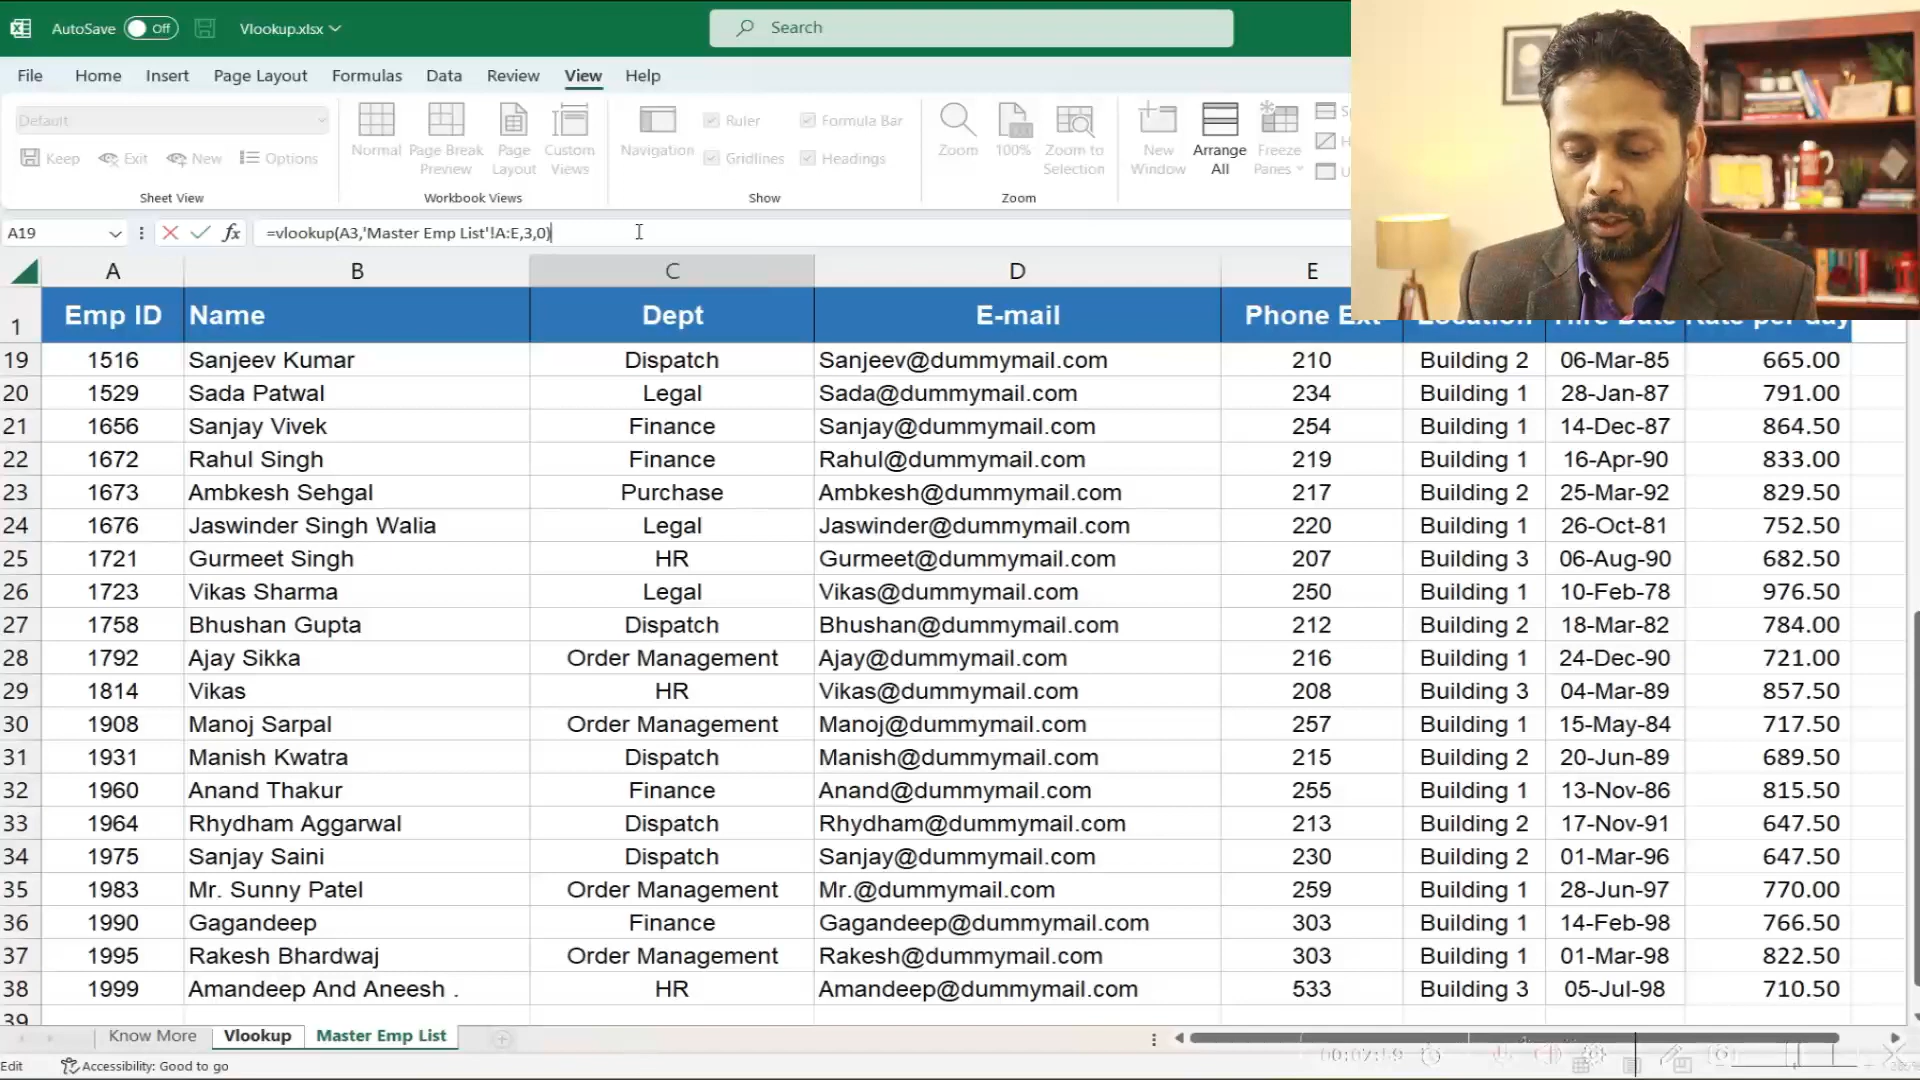 AutoSave Off Vlookup.xlsx Search
File Home Insert Page Layout Formulas Data Review View Help
Default
Keep Exit New Options
Sheet View
Normal Page Break Preview Page Layout Custom Views
Workbook Views
Navigation Ruler Formula Bar
Gridlines Headings
Show
Zoom 100% Zoom to Selection
Zoom
New Window Arrange All Freeze Panes
A19 fx =vlookup(A3,'Master Emp List'!A:E,3,0)
A B C D E
1 Emp ID Name Dept E-mail Phone Ext Location Hire Date Rate per day
19 1516 Sanjeev Kumar Dispatch Sanjeev@dummymail.com 210 Building 2 06-Mar-85 665.00
20 1529 Sada Patwal Legal Sada@dummymail.com 234 Building 1 28-Jan-87 791.00
21 1656 Sanjay Vivek Finance Sanjay@dummymail.com 254 Building 1 14-Dec-87 864.50
22 1672 Rahul Singh Finance Rahul@dummymail.com 219 Building 1 16-Apr-90 833.00
23 1673 Ambkesh Sehgal Purchase Ambkesh@dummymail.com 217 Building 2 25-Mar-92 829.50
24 1676 Jaswinder Singh Walia Legal Jaswinder@dummymail.com 220 Building 1 26-Oct-81 752.50
25 1721 Gurmeet Singh HR Gurmeet@dummymail.com 207 Building 3 06-Aug-90 682.50
26 1723 Vikas Sharma Legal Vikas@dummymail.com 250 Building 1 10-Feb-78 976.50
27 1758 Bhushan Gupta Dispatch Bhushan@dummymail.com 212 Building 2 18-Mar-82 784.00
28 1792 Ajay Sikka Order Management Ajay@dummymail.com 216 Building 1 24-Dec-90 721.00
29 1814 Vikas HR Vikas@dummymail.com 208 Building 3 04-Mar-89 857.50
30 1908 Manoj Sarpal Order Management Manoj@dummymail.com 257 Building 1 15-May-84 717.50
31 1931 Manish Kwatra Dispatch Manish@dummymail.com 215 Building 2 20-Jun-89 689.50
32 1960 Anand Thakur Finance Anand@dummymail.com 255 Building 1 13-Nov-86 815.50
33 1964 Rhydham Aggarwal Dispatch Rhydham@dummymail.com 213 Building 2 17-Nov-91 647.50
34 1975 Sanjay Saini Dispatch Sanjay@dummymail.com 230 Building 2 01-Mar-96 647.50
35 1983 Mr. Sunny Patel Order Management Mr.@dummymail.com 259 Building 1 28-Jun-97 770.00
36 1990 Gagandeep Finance Gagandeep@dummymail.com 303 Building 1 14-Feb-98 766.50
37 1995 Rakesh Bhardwaj Order Management Rakesh@dummymail.com 303 Building 1 01-Mar-98 822.50
38 1999 Amandeep And Aneesh . HR Amandeep@dummymail.com 533 Building 3 05-Jul-98 710.50
39
Know More Vlookup Master Emp List
Edit Accessibility: Good to go 00:07:59